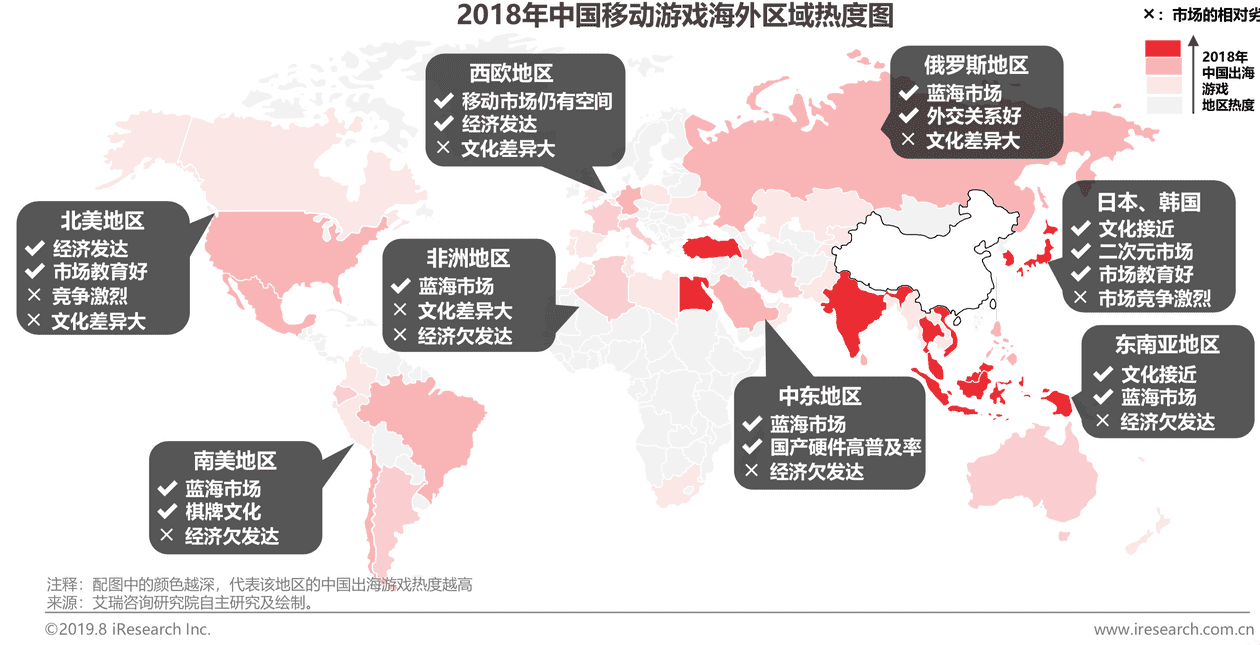 2018年中国移动游戏海外区域热度图
×：市场的相对劣
2018年
中国出海
游戏
地区热度
西欧地区
✓ 移动市场仍有空间
✓ 经济发达
× 文化差异大
俄罗斯地区
✓ 蓝海市场
✓ 外交关系好
× 文化差异大
北美地区
✓ 经济发达
✓ 市场教育好
× 竞争激烈
× 文化差异大
非洲地区
✓ 蓝海市场
× 文化差异大
× 经济欠发达
日本、韩国
✓ 文化接近
✓ 二次元市场
✓ 市场教育好
× 市场竞争激烈
东南亚地区
✓ 文化接近
✓ 蓝海市场
× 经济欠发达
中东地区
✓ 蓝海市场
✓ 国产硬件高普及率
× 经济欠发达
南美地区
✓ 蓝海市场
✓ 棋牌文化
× 经济欠发达
注释：配图中的颜色越深，代表该地区的中国出海游戏热度越高
来源：艾瑞咨询研究院自主研究及绘制。
©2019.8 iResearch Inc.
www.iresearch.com.cn